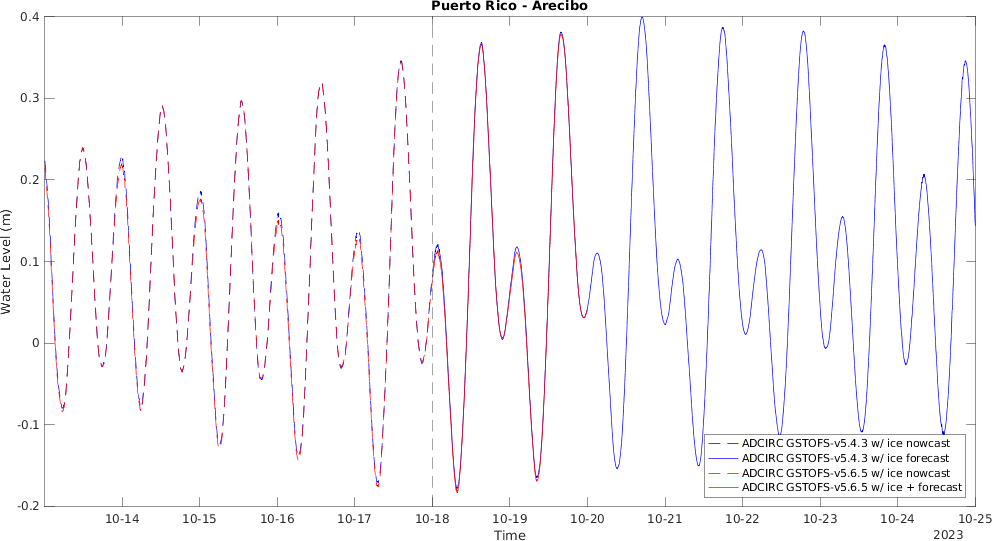 Puerto Rico - Arecibo
0.4
0.3
0.2
0.1
0
-0.1
-0.2
Water Level (m)
ADCIRC GSTOFS-v5.4.3 w/ ice nowcast
ADCIRC GSTOFS-v5.4.3 w/ ice forecast
ADCIRC GSTOFS-v5.6.5 w/ ice nowcast
ADCIRC GSTOFS-v5.6.5 w/ ice + forecast
10-14 10-15 10-16 10-17 10-18 10-19 10-20 10-21 10-22 10-23 10-24 10-25
Time
2023